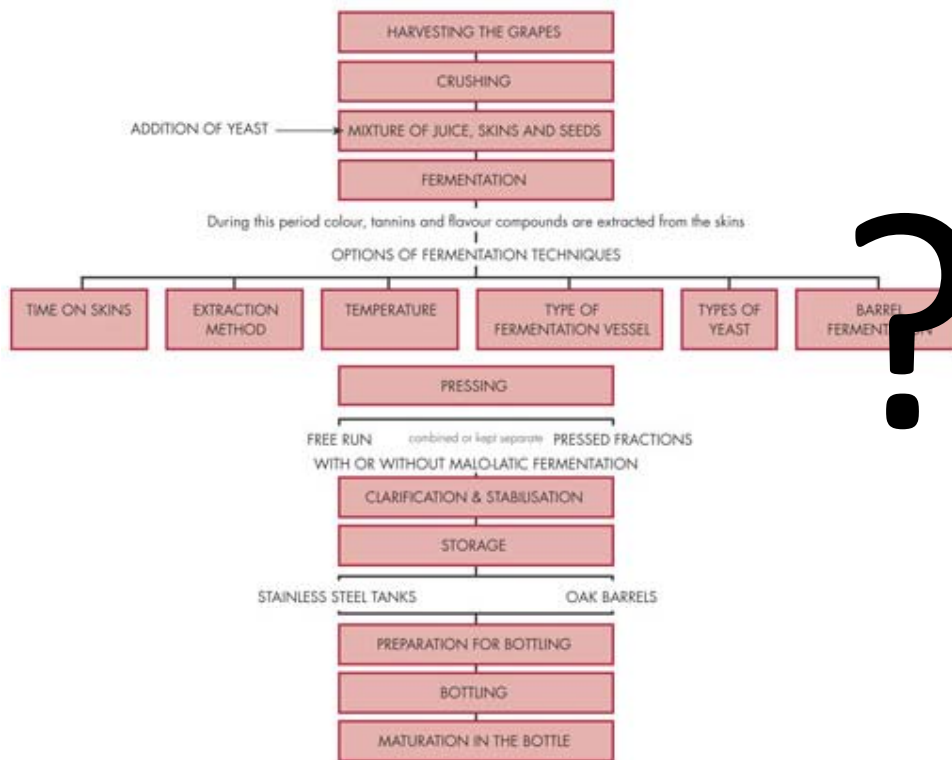 HARVESTING THE GRAPES
CRUSHING
ADDITION OF YEAST
MIXTURE OF JUICE, SKINS AND SEEDS
FERMENTATION
During this period colour, tannins and flavour compounds are extracted from the skins
OPTIONS OF FERMENTATION TECHNIQUES
TIME ON SKINS
EXTRACTION
METHOD
TEMPERATURE
TYPE OF
FERMENTATION VESSEL
TYPES OF
YEAST
BARREL
?
PRESSING
FREE RUN
combined or kept separate
PRESSED FRACTIONS
WITH OR WITHOUT MALO-LATIC FERMENTATION
CLARIFICATION & STABILISATION
STORAGE
STAINLESS STEEL TANKS
OAK BARRELS
PREPARATION FOR BOTTLING
BOTTLING
MATURATION IN THE BOTTLE